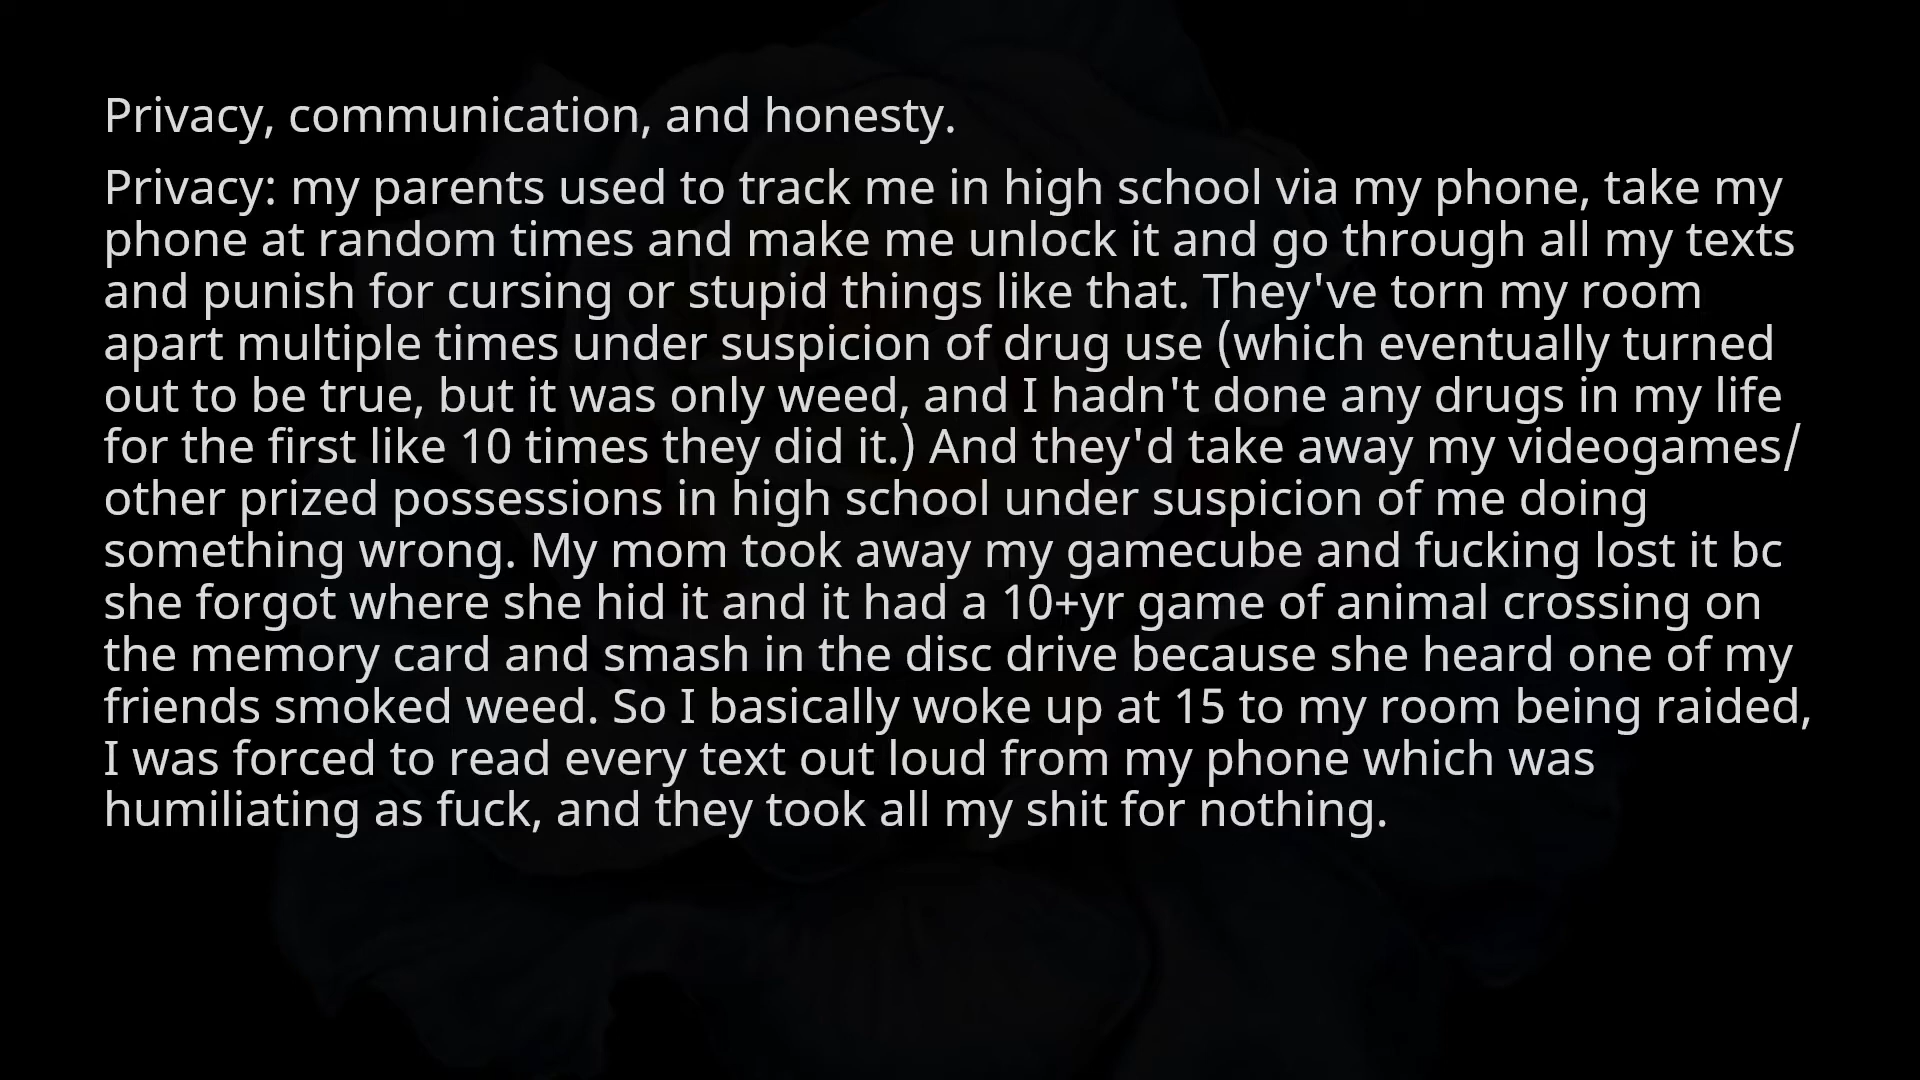 Privacy, communication, and honesty.
Privacy: my parents used to track me in high school via my phone, take my
phone at random times and make me unlock it and go through all my texts
and punish for cursing or stupid things like that. They've torn my room
apart multiple times under suspicion of drug use (which eventually turned
out to be true, but it was only weed, and I hadn't done any drugs in my life
for the first like 10 times they did it.) And they'd take away my videogames/
other prized possessions in high school under suspicion of me doing
something wrong. My mom took away my gamecube and fucking lost it bc
she forgot where she hid it and it had a 10+yr game of animal crossing on
the memory card and smash in the disc drive because she heard one of my
friends smoked weed. So I basically woke up at 15 to my room being raided,
I was forced to read every text out loud from my phone which was
humiliating as fuck, and they took all my shit for nothing.